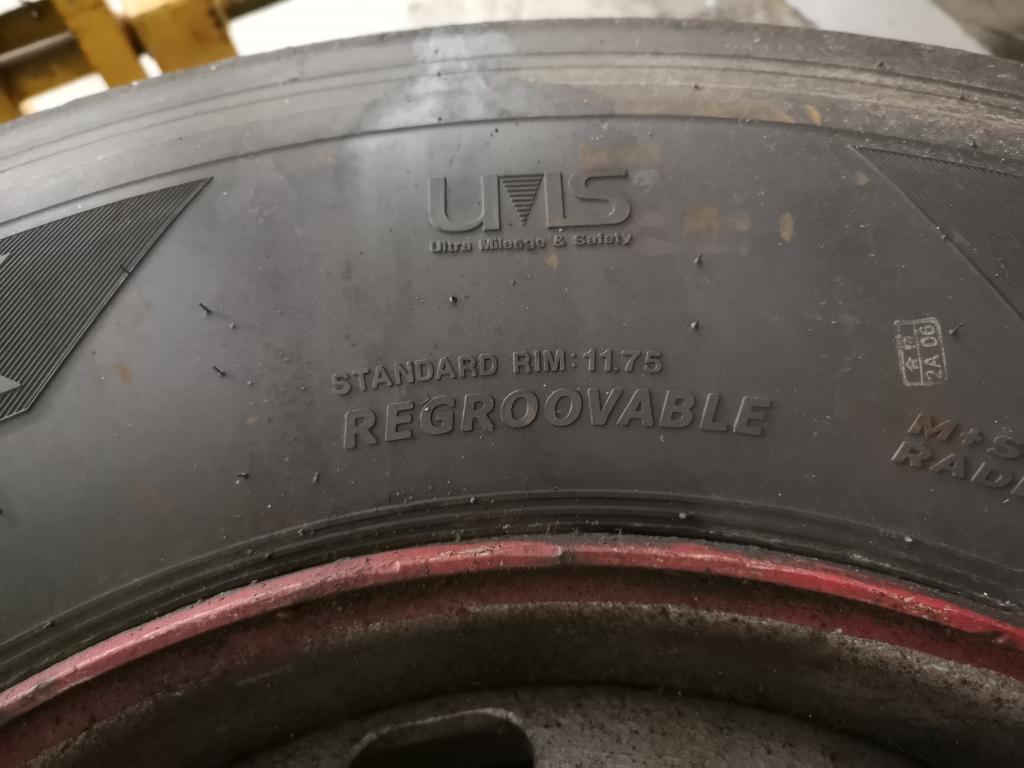 UMS
Ultra Mileage & Safety
STANDARD RIM: 11.75
REGROOVABLE
2A 06
M+S